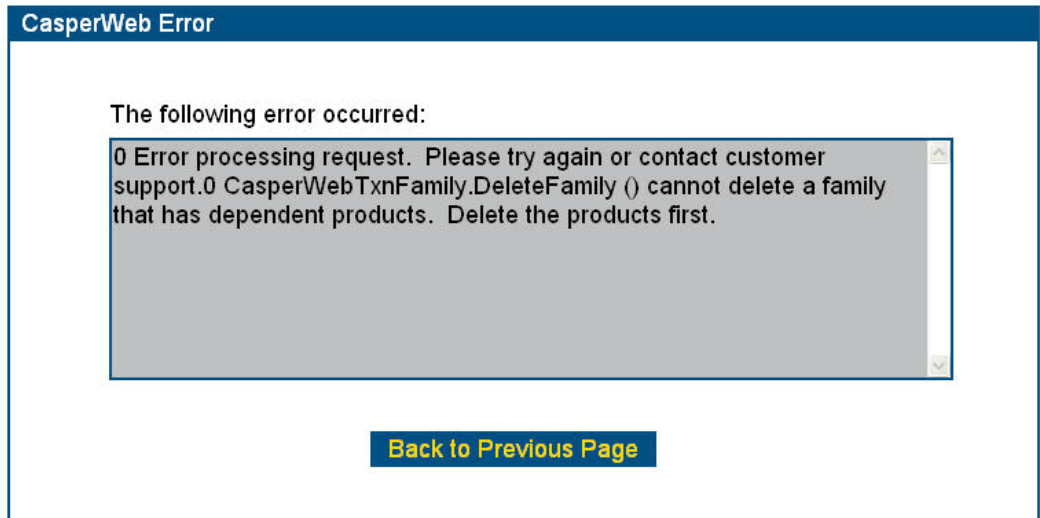 CasperWeb Error
The following error occurred:
0 Error processing request.  Please try again or contact customer
support.0 CasperWebTxnFamily.DeleteFamily () cannot delete a family
that has dependent products.  Delete the products first.
Back to Previous Page